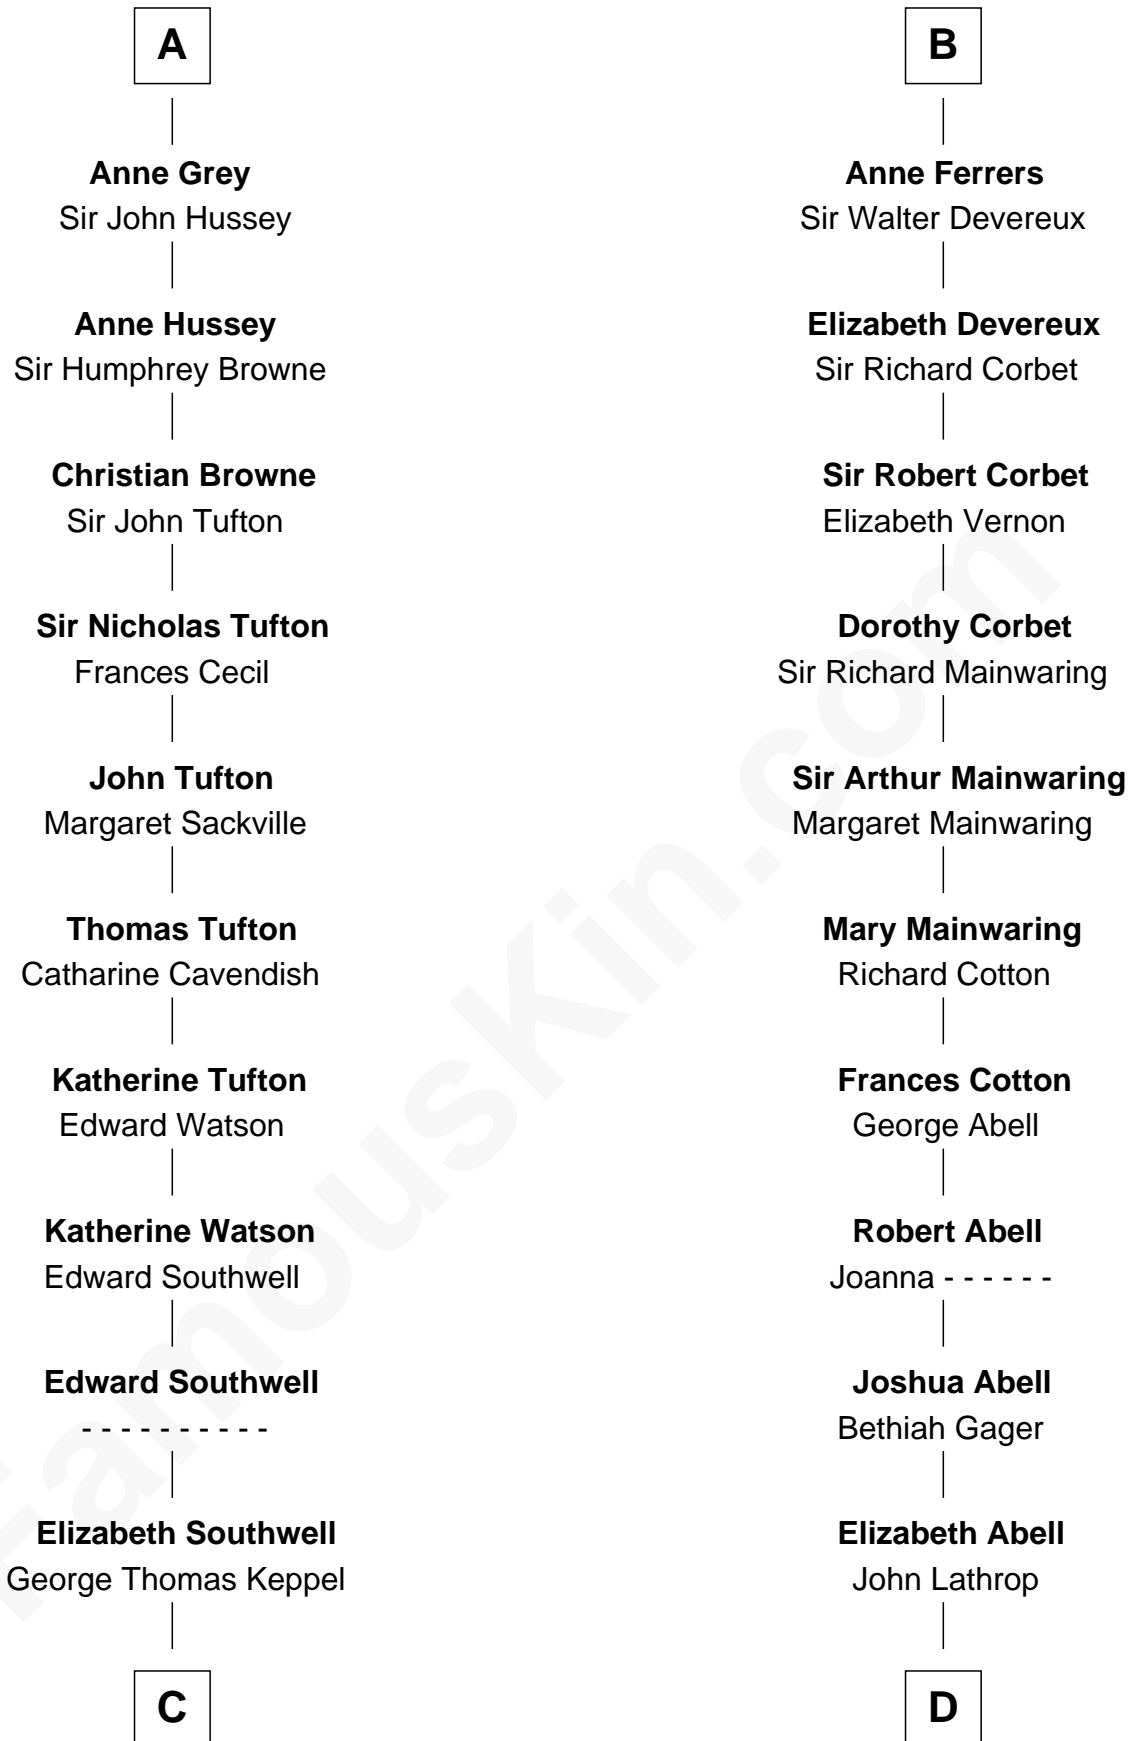 A
Anne Grey
Sir John Hussey
Anne Hussey
Sir Humphrey Browne
Christian Browne
Sir John Tufton
Sir Nicholas Tufton
Frances Cecil
John Tufton
Margaret Sackville
Thomas Tufton
Catharine Cavendish
Katherine Tufton
Edward Watson
Katherine Watson
Edward Southwell
Edward Southwell
- - - - - - - - - -
Elizabeth Southwell
George Thomas Keppel
C
B
Anne Ferrers
Sir Walter Devereux
Elizabeth Devereux
Sir Richard Corbet
Sir Robert Corbet
Elizabeth Vernon
Dorothy Corbet
Sir Richard Mainwaring
Sir Arthur Mainwaring
Margaret Mainwaring
Mary Mainwaring
Richard Cotton
Frances Cotton
George Abell
Robert Abell
Joanna - - - - - -
Joshua Abell
Bethiah Gager
Elizabeth Abell
John Lathrop
D
FamousKin.com